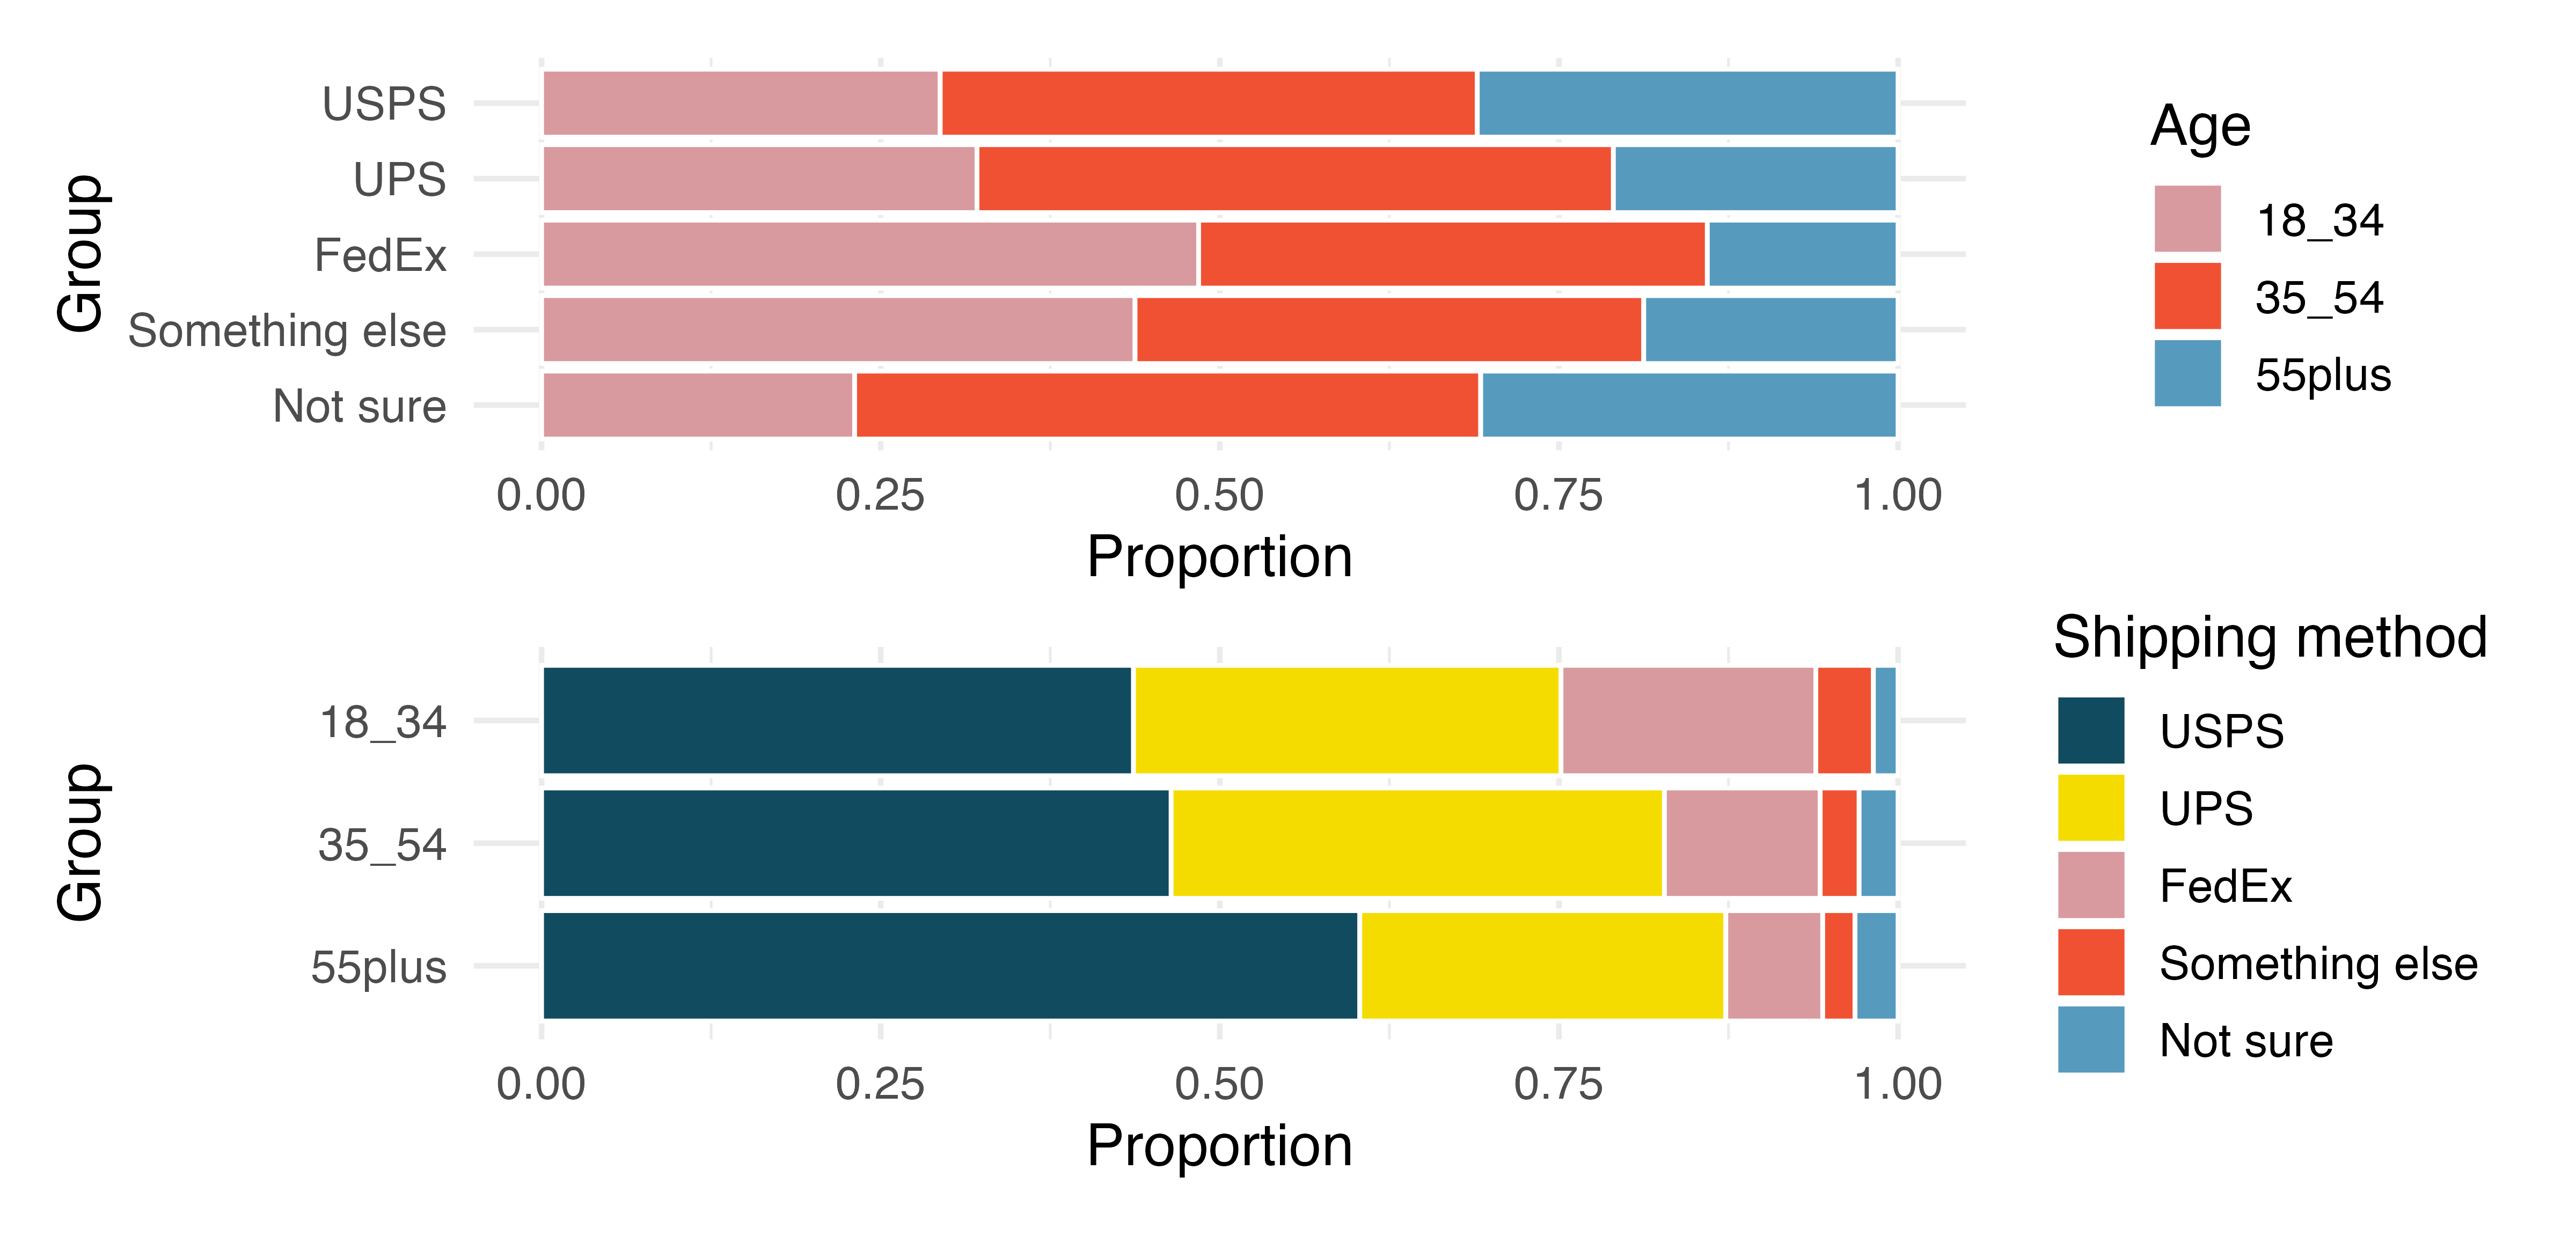 Group
USPS
UPS
FedEx
Something else
Not sure
0.00 0.25 0.50 0.75 1.00
Proportion
Age
18_34
35_54
55plus
Group
18_34
35_54
55plus
0.00 0.25 0.50 0.75 1.00
Proportion
Shipping method
USPS
UPS
FedEx
Something else
Not sure